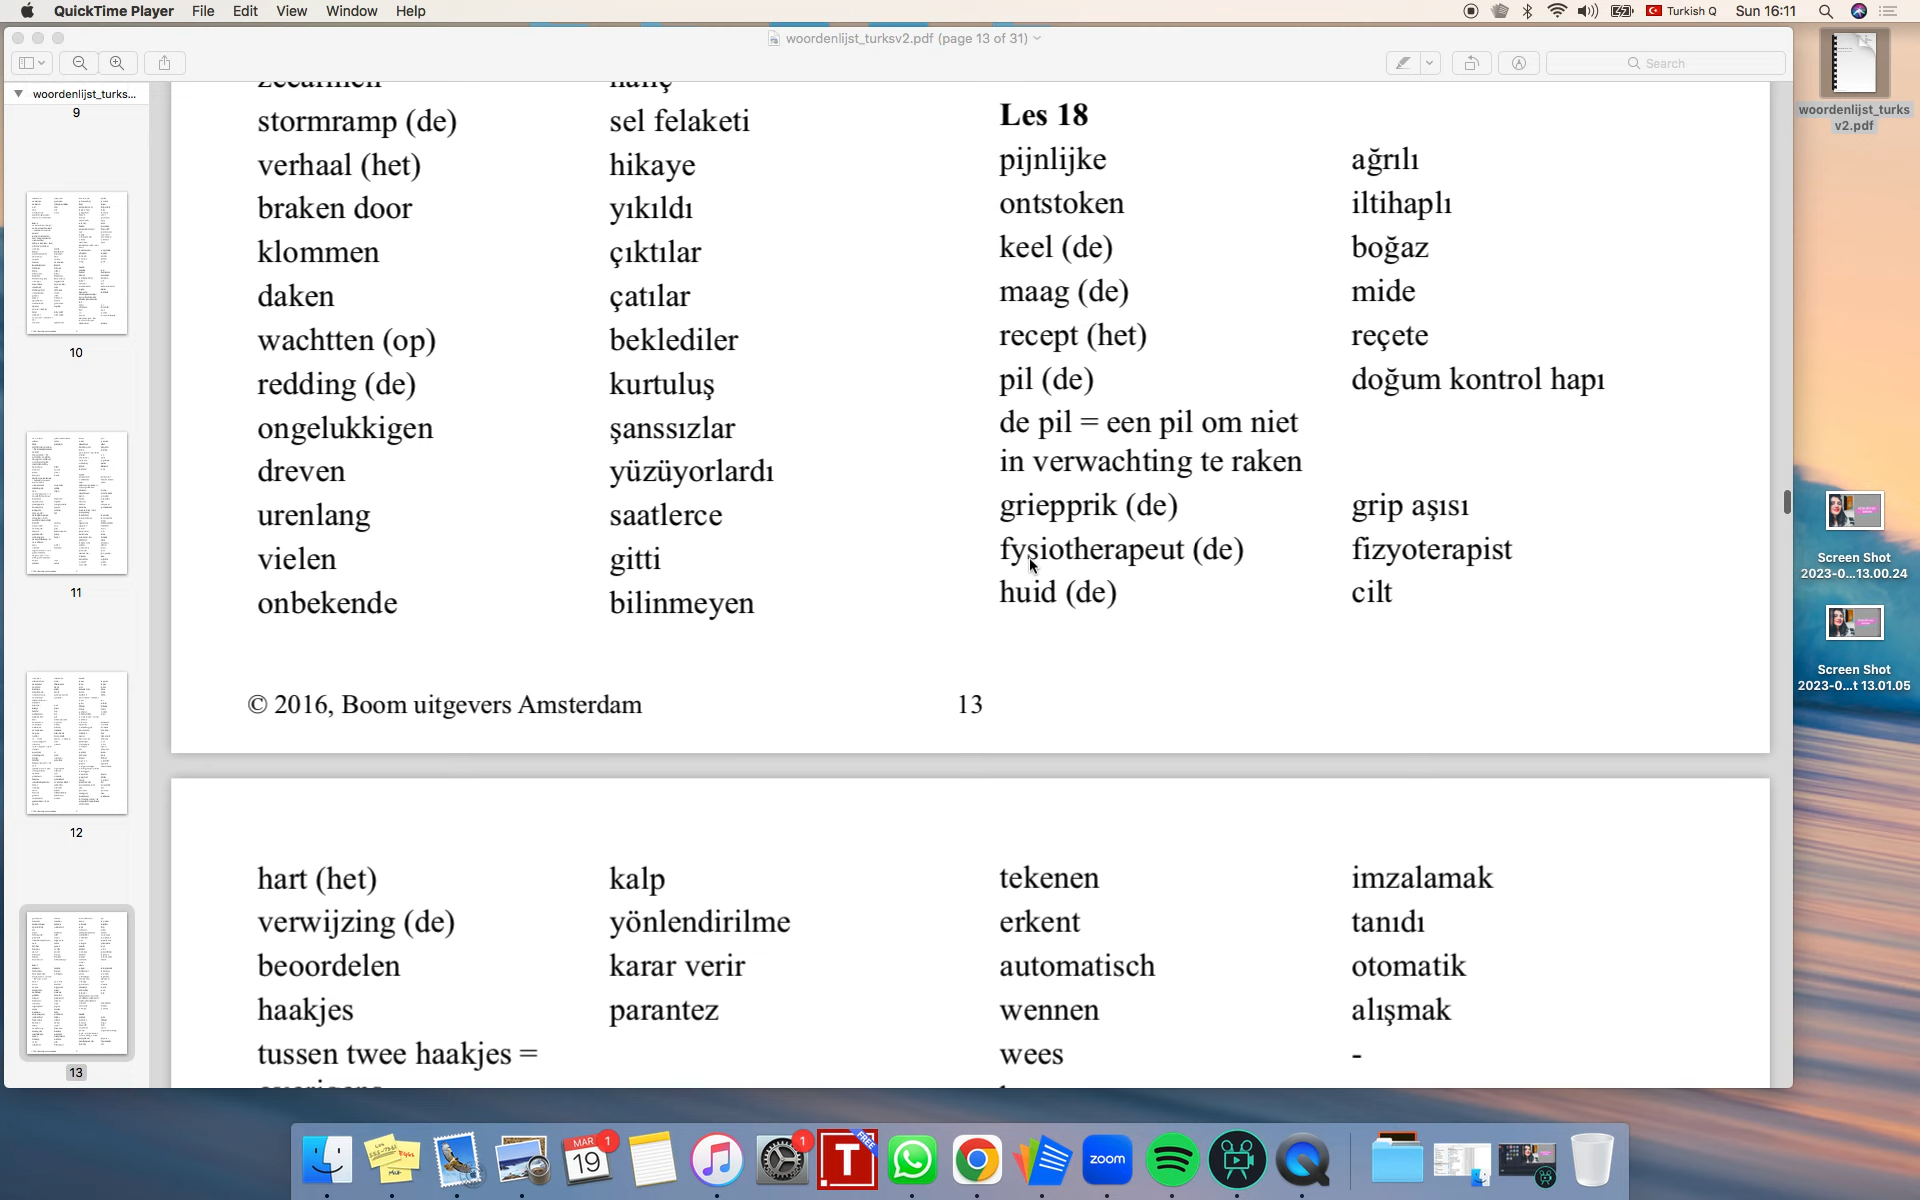 QuickTime Player File Edit View Window Help
Turkish Q Sun 16:11
woordenlijst_turksv2.pdf (page 13 of 31)
Search
woordenlijst_turks...
9
10
11
12
13
stormramp (de) sel felaketi
verhaal (het) hikaye
braken door yıkıldı
klommen çıktılar
daken çatılar
wachtten (op) beklediler
redding (de) kurtuluş
ongelukkigen şanssızlar
dreven yüzüyorlardı
urenlang saatlerce
vielen gitti
onbekende bilinmeyen
Les 18
pijnlijke ağrılı
ontstoken iltihaplı
keel (de) boğaz
maag (de) mide
recept (het) reçete
pil (de) doğum kontrol hapı
de pil = een pil om niet
in verwachting te raken
griepprik (de) grip aşısı
fysiotherapeut (de) fizyoterapist
huid (de) cilt
© 2016, Boom uitgevers Amsterdam 13
hart (het) kalp
verwijzing (de) yönlendirilme
beoordelen karar verir
haakjes parantez
tussen twee haakjes =
tekenen imzalamak
erkent tanıdı
automatisch otomatik
wennen alışmak
wees -
woordenlijst_turks
v2.pdf
Screen Shot
2023-0...13.00.24
Screen Shot
2023-0...t 13.01.05
MAR
19
1
1
T
FREE
zoom